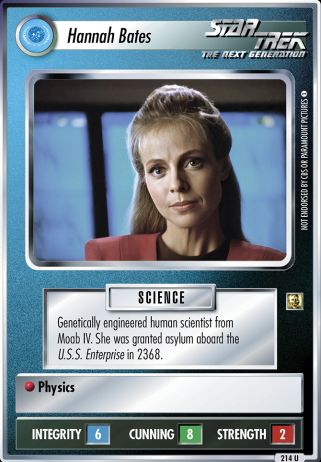 Hannah Bates
STAR TREK
THE NEXT GENERATION
NOT ENDORSED BY CBS OR PARAMOUNT PICTURES
SCIENCE
Genetically engineered human scientist from
Moab IV. She was granted asylum aboard the
U.S.S. Enterprise in 2368.
Physics
INTEGRITY 6 CUNNING 8 STRENGTH 2
214 U